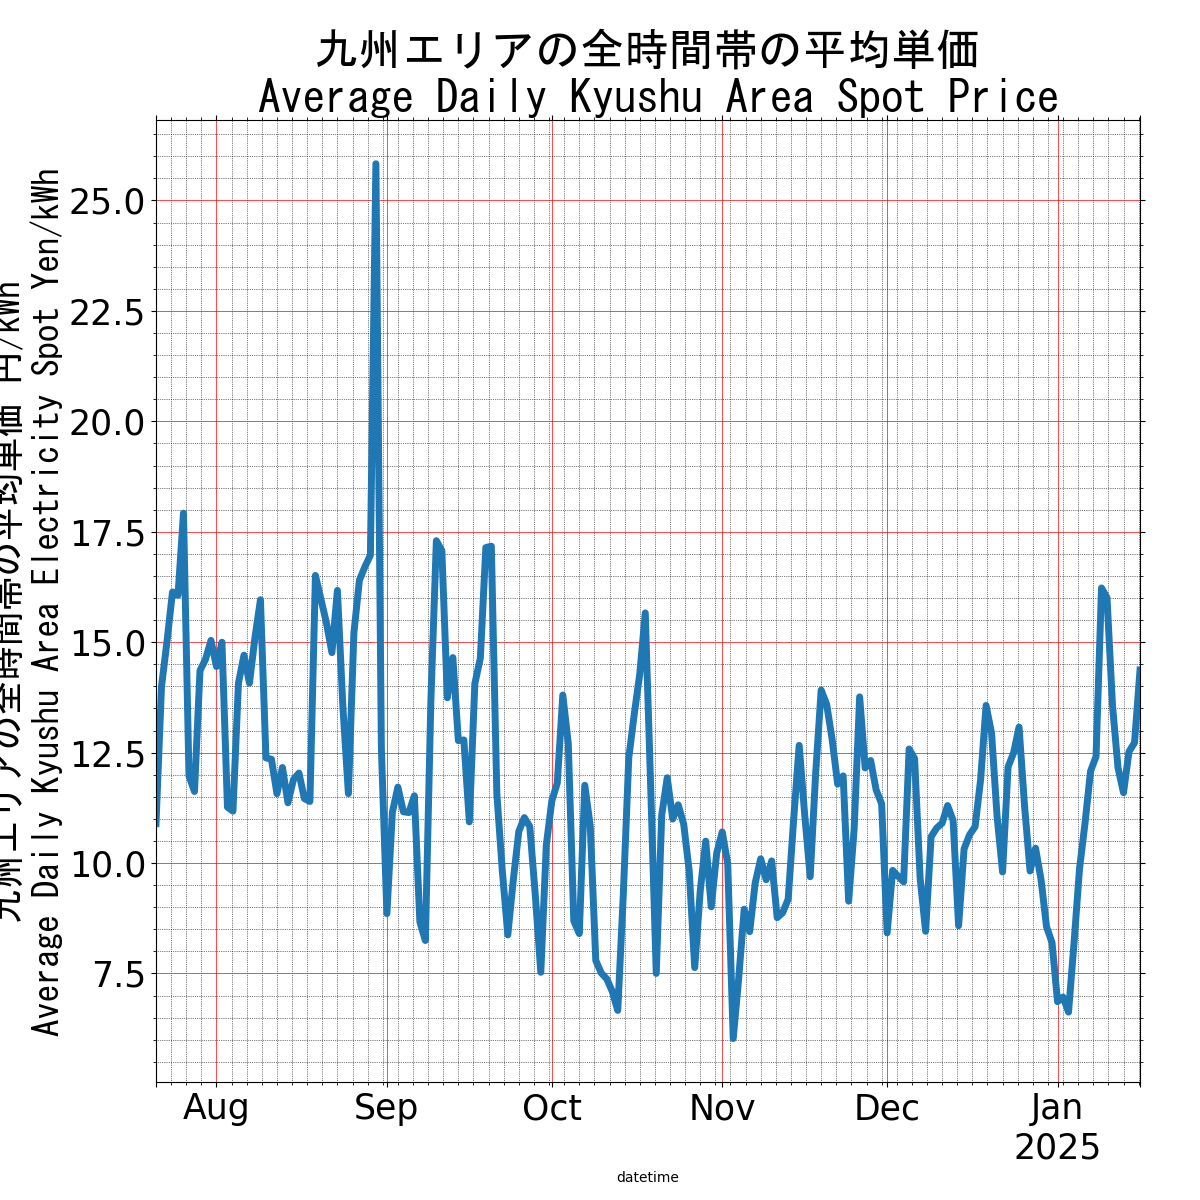 九州エリアの全時間帯の平均単価
Average Daily Kyushu Area Spot Price
九州エリアの全時間帯の平均単価 円/kWh
Average Daily Kyushu Area Electricity Spot Yen/kWh
25.0
22.5
20.0
17.5
15.0
12.5
10.0
7.5
Aug
Sep
Oct
Nov
Dec
Jan
2025
datetime